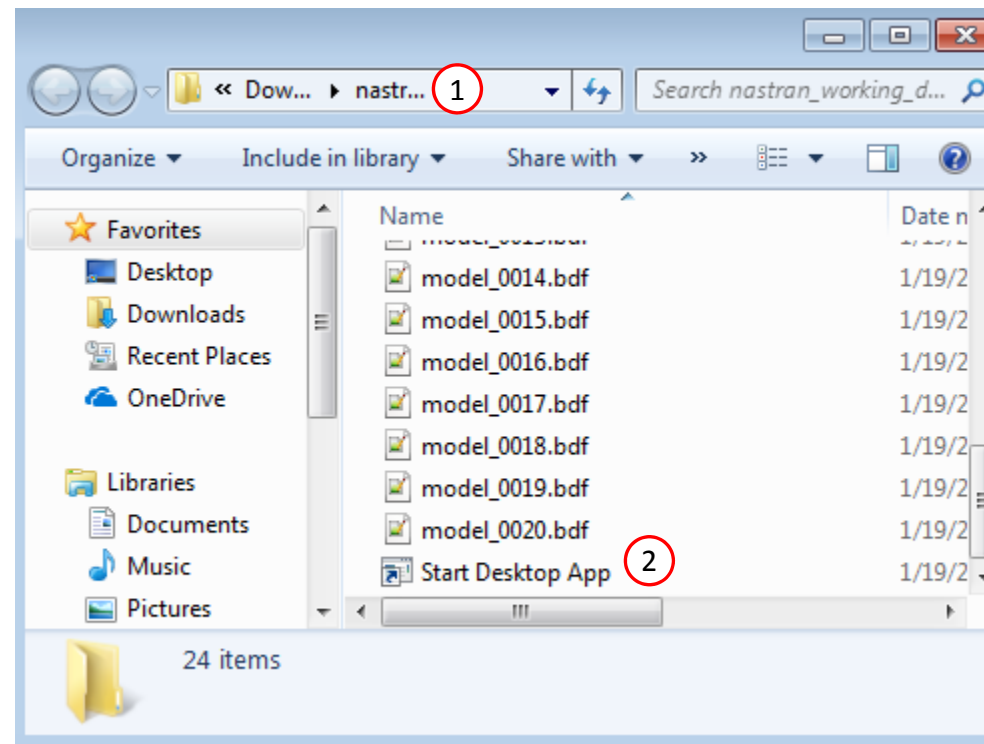 « Dow... nastr... 1 Search nastran_working_d...
Organize Include in library Share with »
Favorites
Desktop
Downloads
Recent Places
OneDrive
Libraries
Documents
Music
Pictures
Name Date n
model_0014.bdf 1/19/2
model_0015.bdf 1/19/2
model_0016.bdf 1/19/2
model_0017.bdf 1/19/2
model_0018.bdf 1/19/2
model_0019.bdf 1/19/2
model_0020.bdf 1/19/2
Start Desktop App 2 1/19/2
24 items